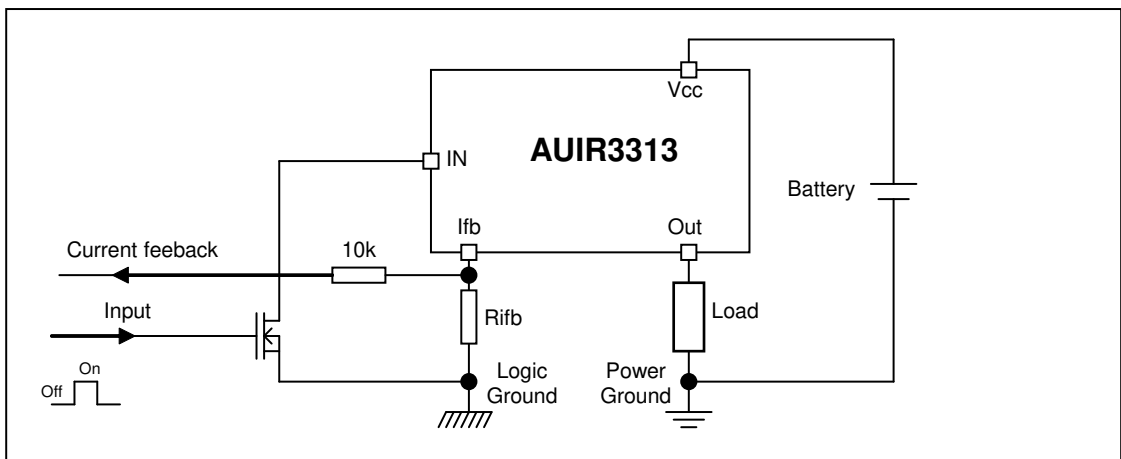 Vcc
IN
AUIR3313
Battery
Ifb
Out
Current feeback
10k
Input
Rifb
Load
On
Off
Logic
Ground
Power
Ground